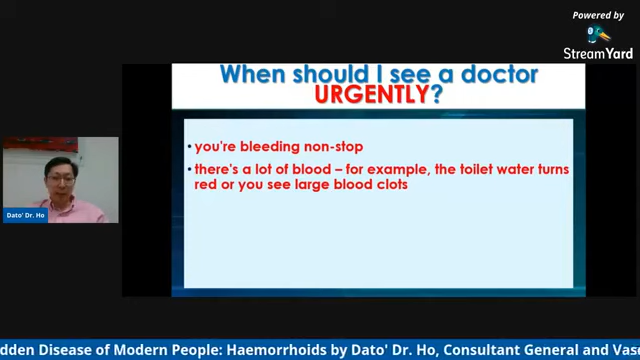 Powered by
StreamYard
When should I see a doctor
URGENTLY?
• you're bleeding non-stop
• there's a lot of blood – for example, the toilet water turns
red or you see large blood clots
Dato' Dr. Ho
dden Disease of Modern People: Haemorrhoids by Dato' Dr. Ho, Consultant General and Vasc